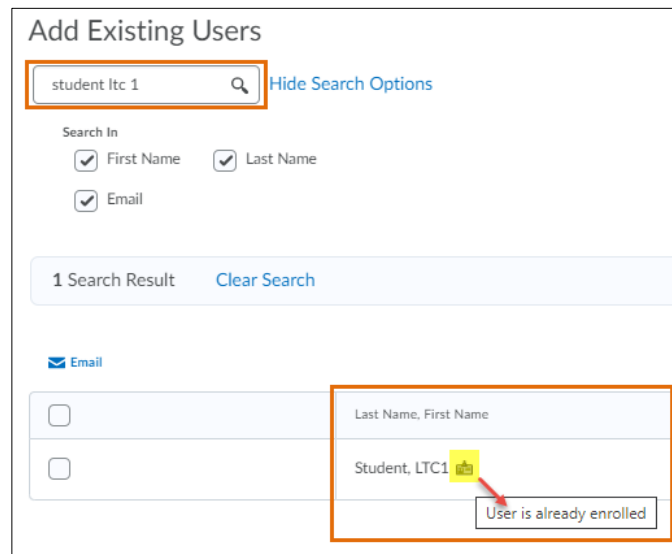 Add Existing Users
student ltc 1
Hide Search Options
Search In
First Name
Last Name
Email
1 Search Result
Clear Search
Email
Last Name, First Name
Student, LTC1
User is already enrolled